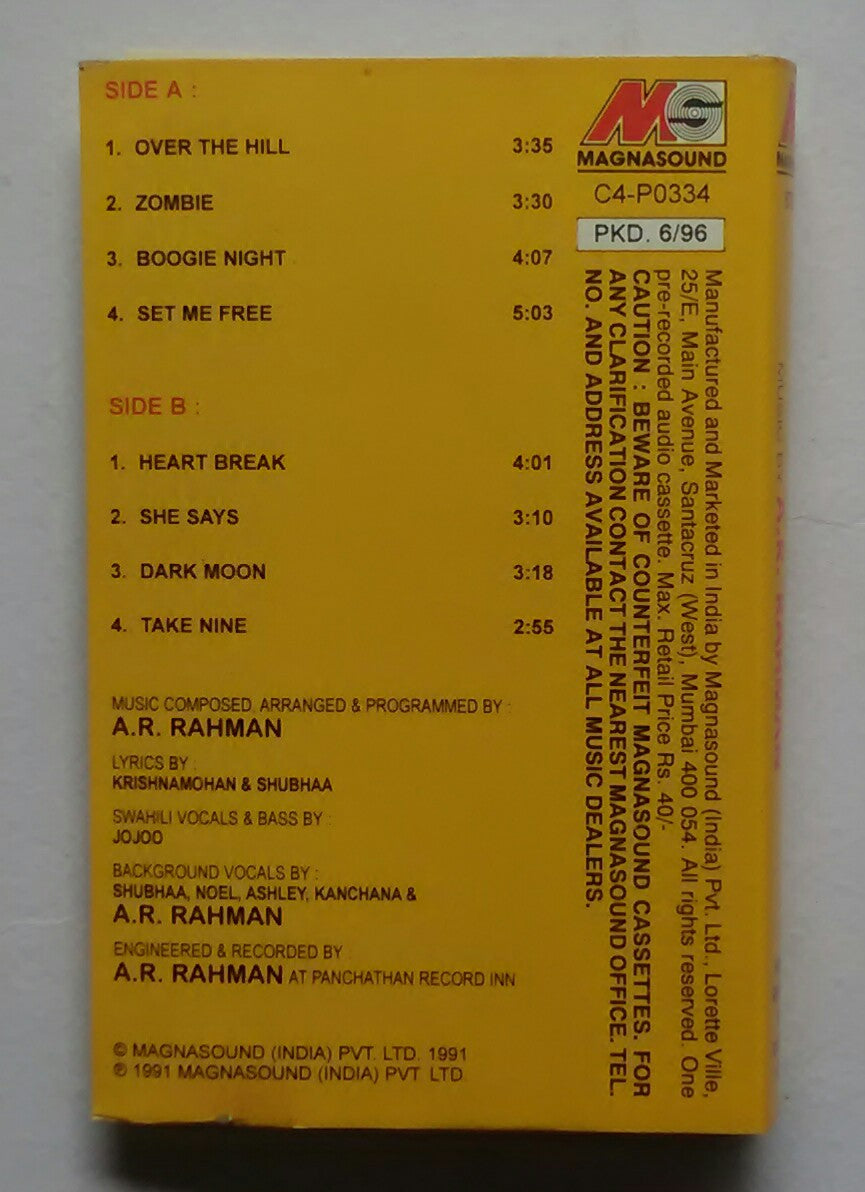 SIDE A :
1. OVER THE HILL 3:35
2. ZOMBIE 3:30
3. BOOGIE NIGHT 4:07
4. SET ME FREE 5:03
SIDE B :
1. HEART BREAK 4:01
2. SHE SAYS 3:10
3. DARK MOON 3:18
4. TAKE NINE 2:55
MUSIC COMPOSED, ARRANGED & PROGRAMMED BY :
A.R. RAHMAN
LYRICS BY :
KRISHNAMOHAN & SHUBHAA
SWAHILI VOCALS & BASS BY :
JOJOO
BACKGROUND VOCALS BY :
SHUBHAA, NOEL, ASHLEY, KANCHANA &
A.R. RAHMAN
ENGINEERED & RECORDED BY :
A.R. RAHMAN AT PANCHATHAN RECORD INN
© MAGNASOUND (INDIA) PVT. LTD. 1991
℗ 1991 MAGNASOUND (INDIA) PVT. LTD.
MAGNASOUND
C4-P0334
PKD. 6/96
Manufactured and Marketed in India by Magnasound (India) Pvt. Ltd., Lorette Ville,
25/E, Main Avenue, Santacruz (West), Mumbai 400 054. All rights reserved. One
pre-recorded audio cassette. Max. Retail Price Rs. 40/-
CAUTION : BEWARE OF COUNTERFEIT MAGNASOUND CASSETTES. FOR
ANY CLARIFICATION CONTACT THE NEAREST MAGNASOUND OFFICE. TEL.
NO. AND ADDRESS AVAILABLE AT ALL MUSIC DEALERS.
MUSIC BY A.R. RAHMAN